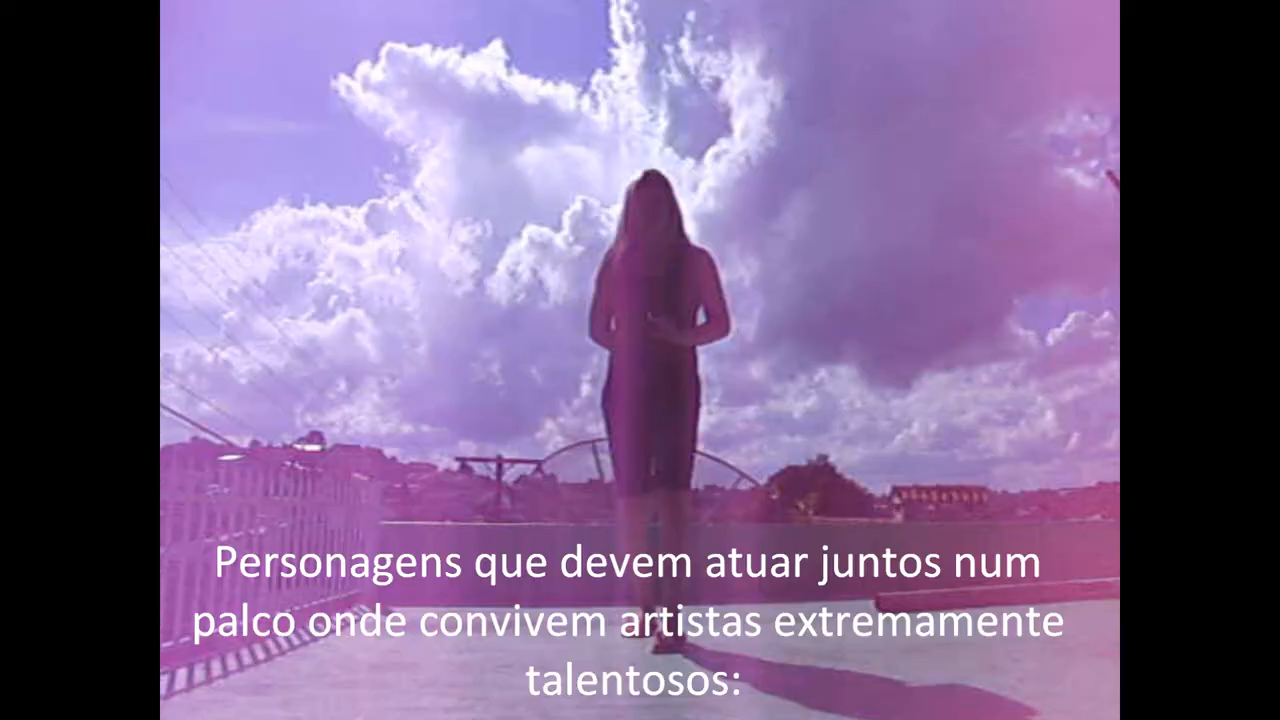 Personagens que devem atuar juntos num
palco onde convivem artistas extremamente
talentosos: